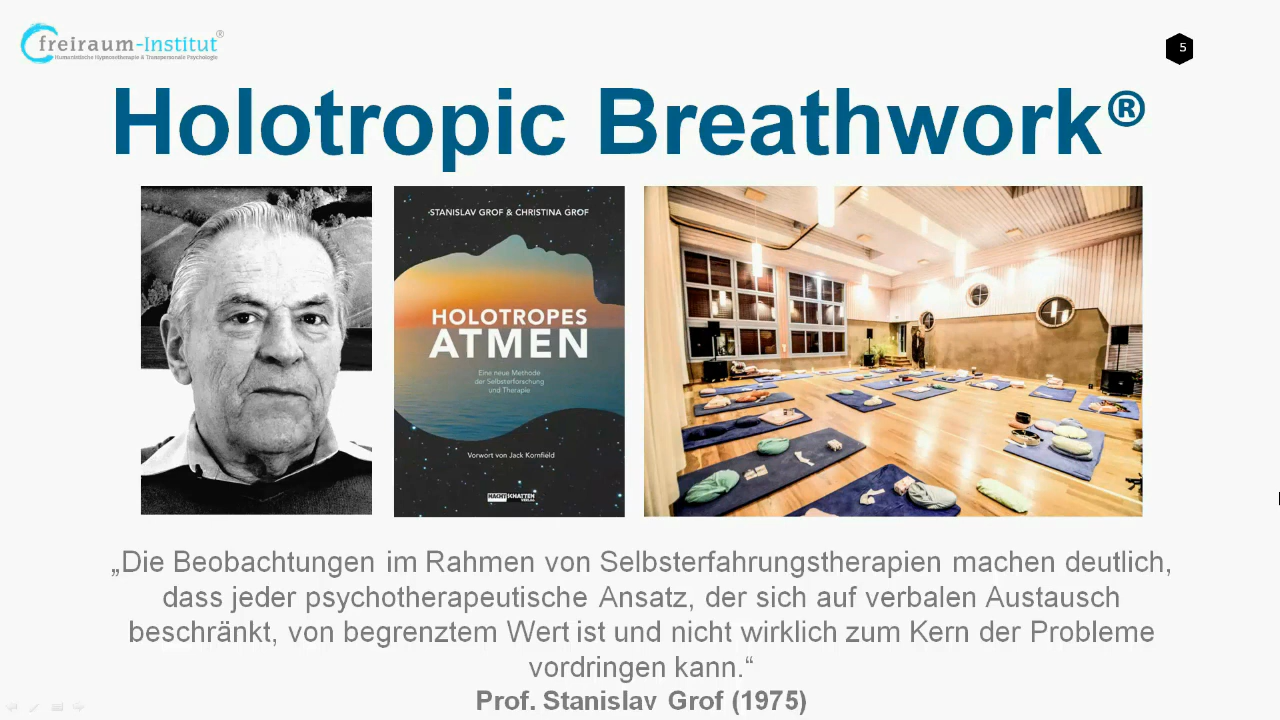 freiraum-Institut®
Humanistische Hypnosetherapie & Transpersonale Psychologie
5
Holotropic Breathwork®
STANISLAV GROF & CHRISTINA GROF
HOLOTROPES
ATMEN
Eine neue Methode
der Selbsterforschung
und Therapie
Vorwort von Jack Kornfield
NACHTSCHATTEN
VERLAG
„Die Beobachtungen im Rahmen von Selbsterfahrungstherapien machen deutlich,
dass jeder psychotherapeutische Ansatz, der sich auf verbalen Austausch
beschränkt, von begrenztem Wert ist und nicht wirklich zum Kern der Probleme
vordringen kann.“
Prof. Stanislav Grof (1975)